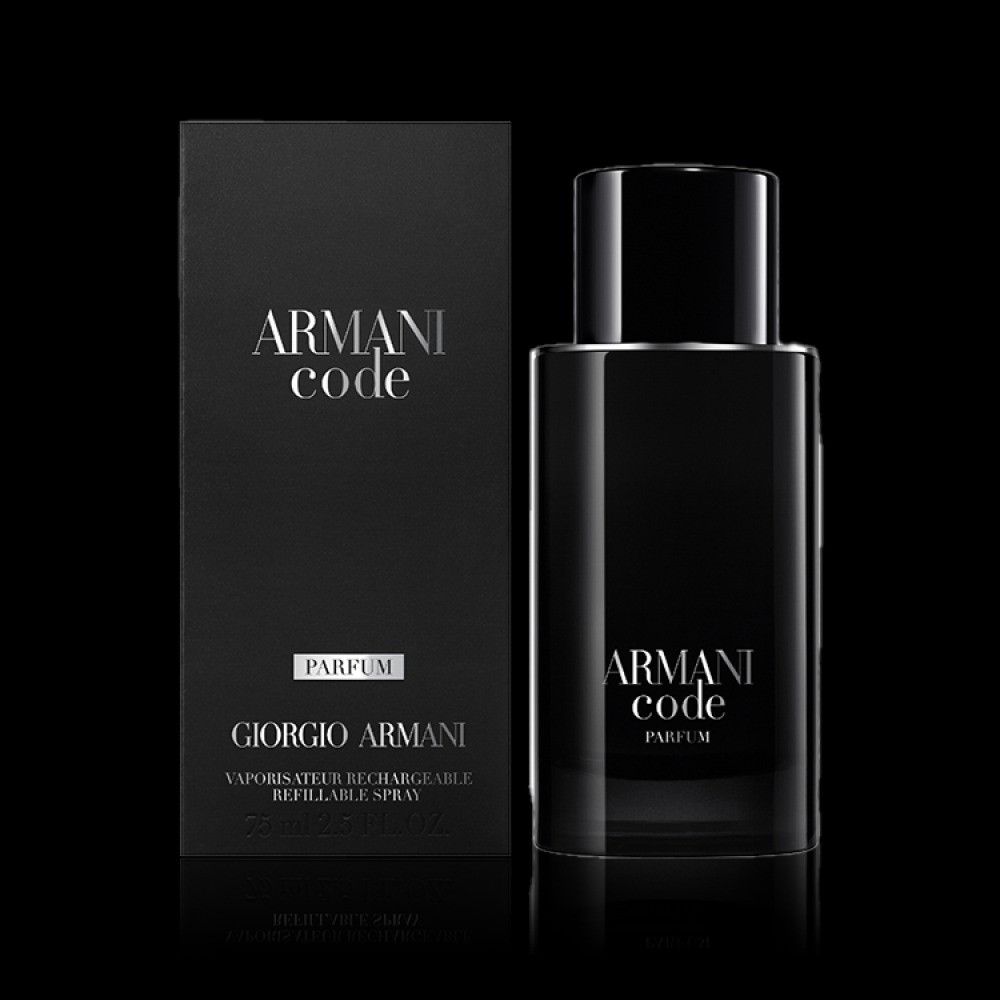 ARMANI
code
PARFUM
GIORGIO ARMANI
VAPORISATEUR RECHARGEABLE
REFILLABLE SPRAY
75 ml 2.5 FL.OZ.
ARMANI
code
PARFUM